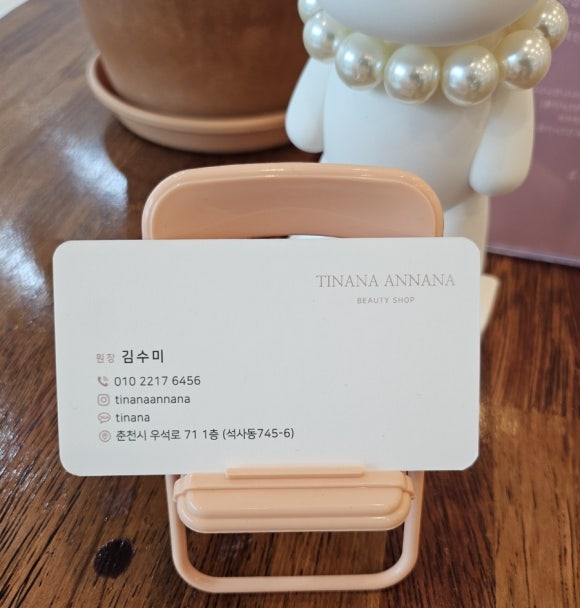 TINANA ANNANA
BEAUTY SHOP
원장 김수미
010 2217 6456
tinanaannana
tinana
춘천시 우석로 71 1층 (석사동745-6)